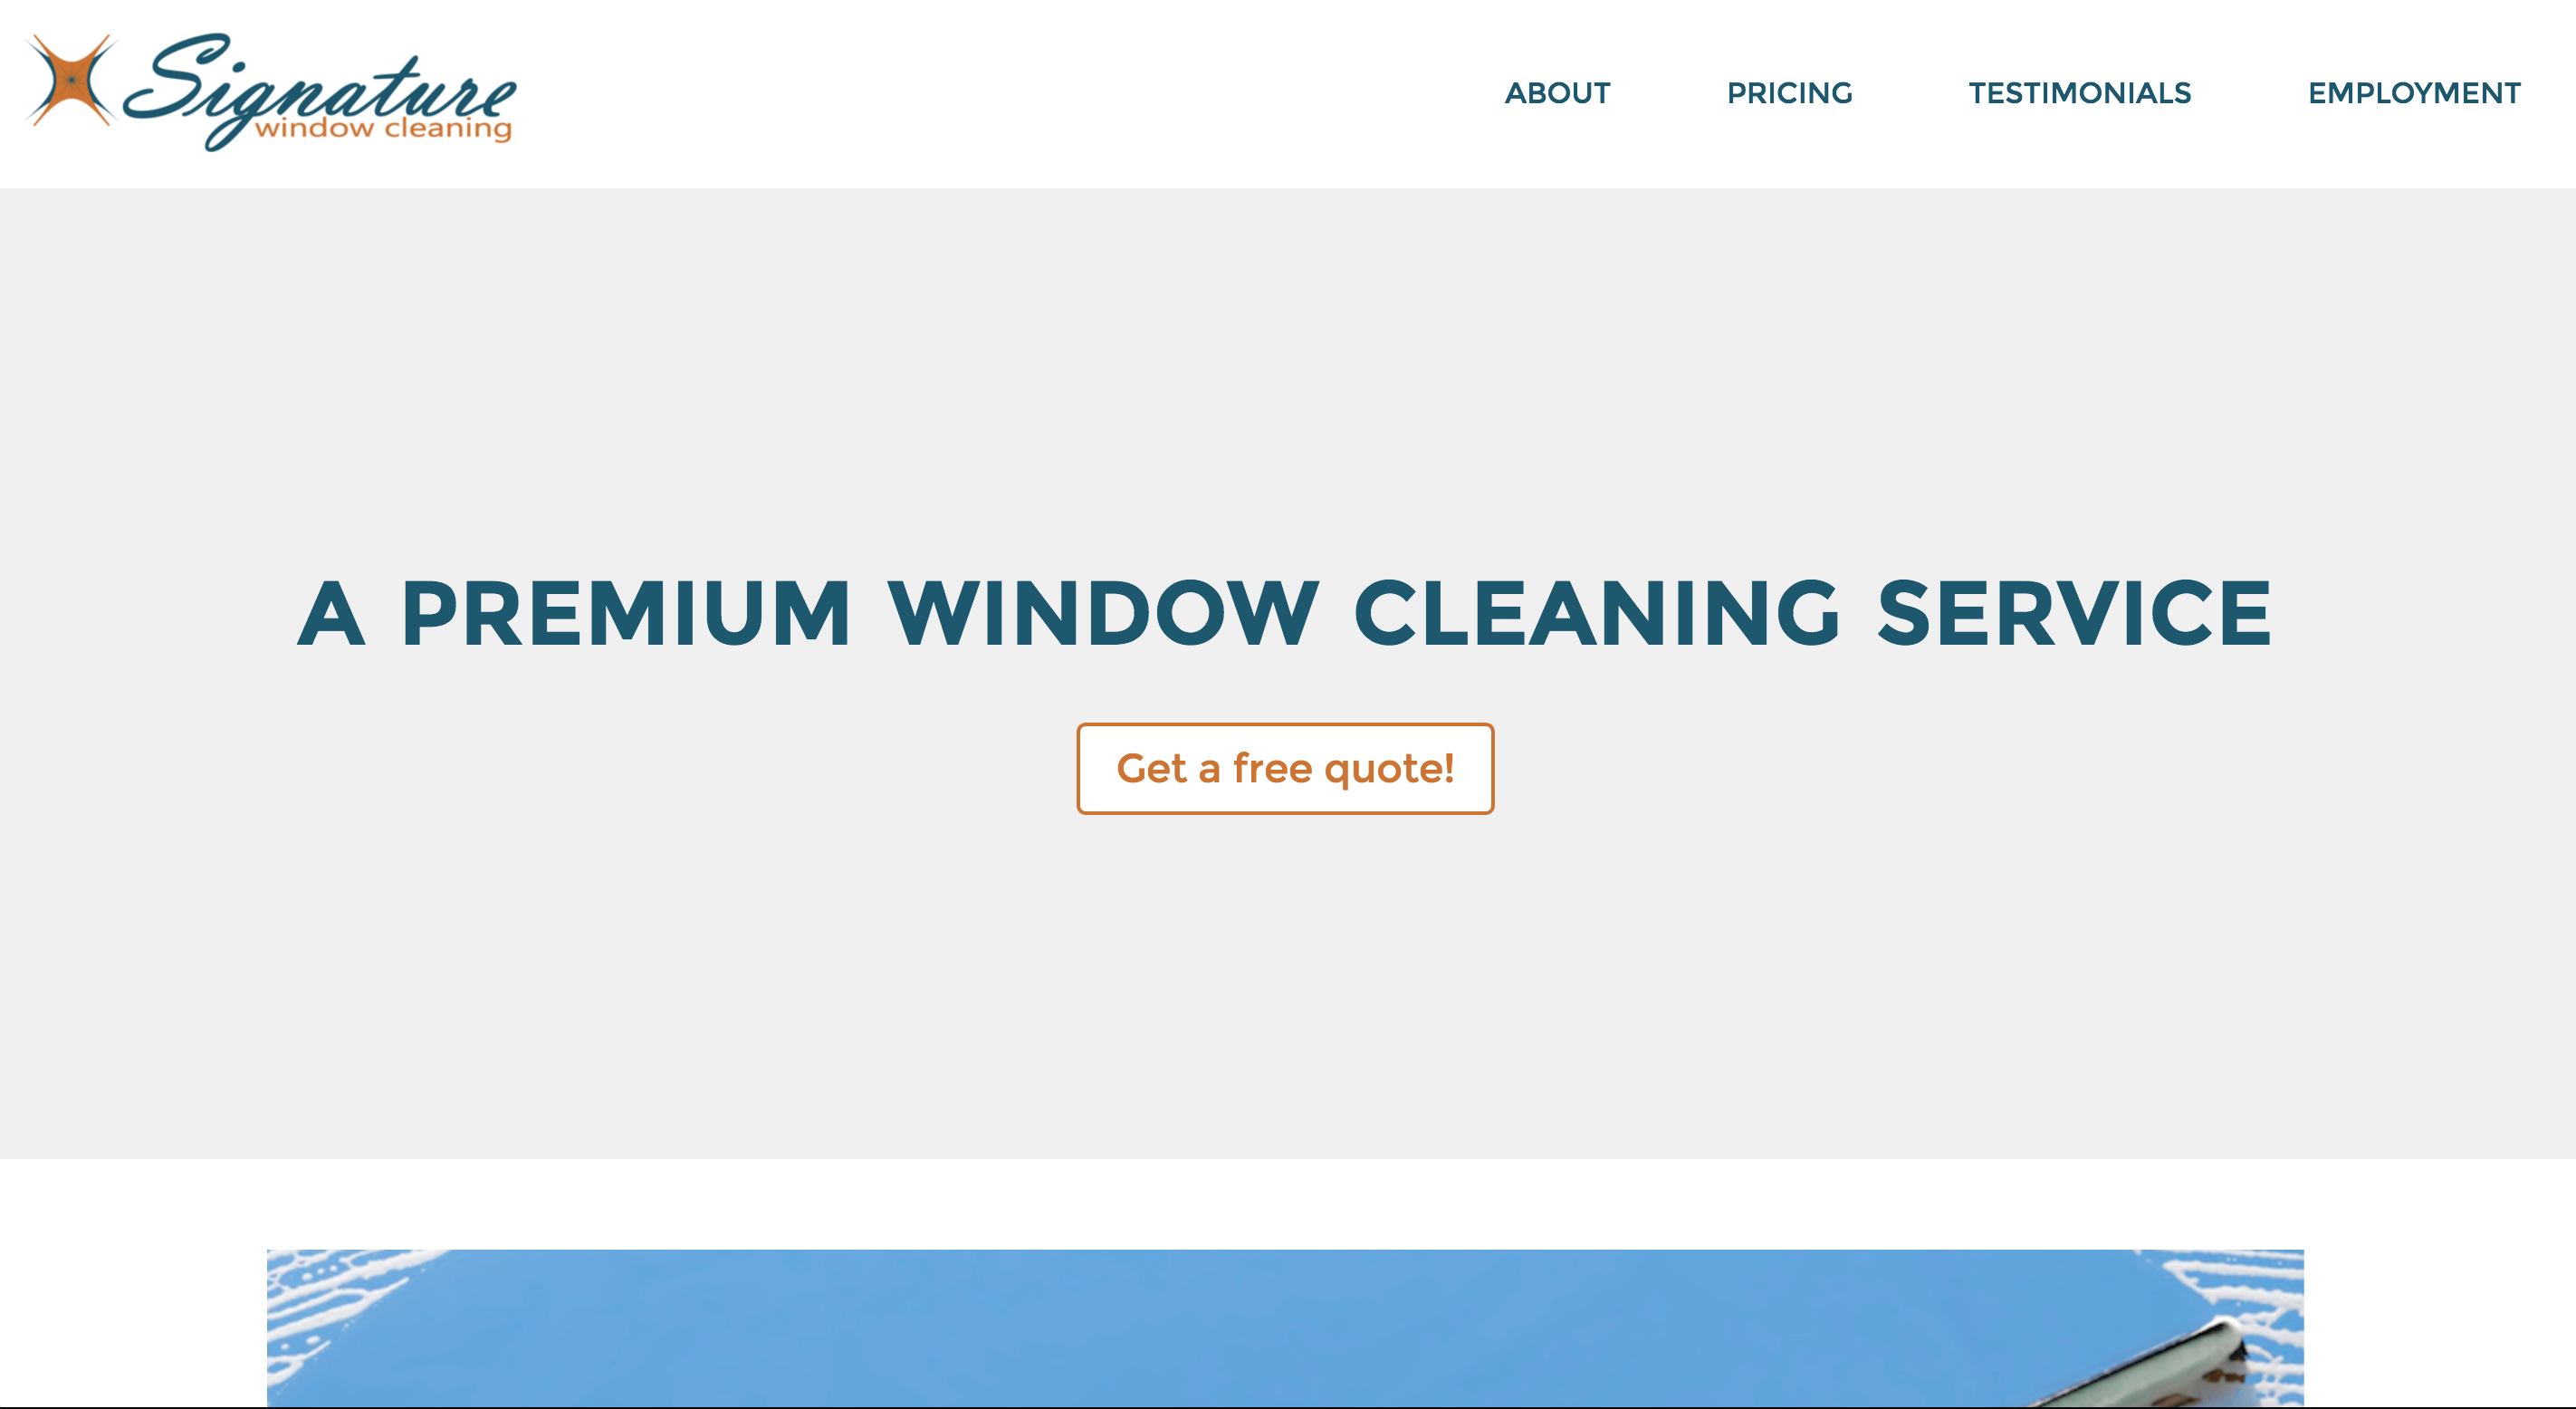 Signature
window cleaning
ABOUT PRICING TESTIMONIALS EMPLOYMENT
A PREMIUM WINDOW CLEANING SERVICE
Get a free quote!